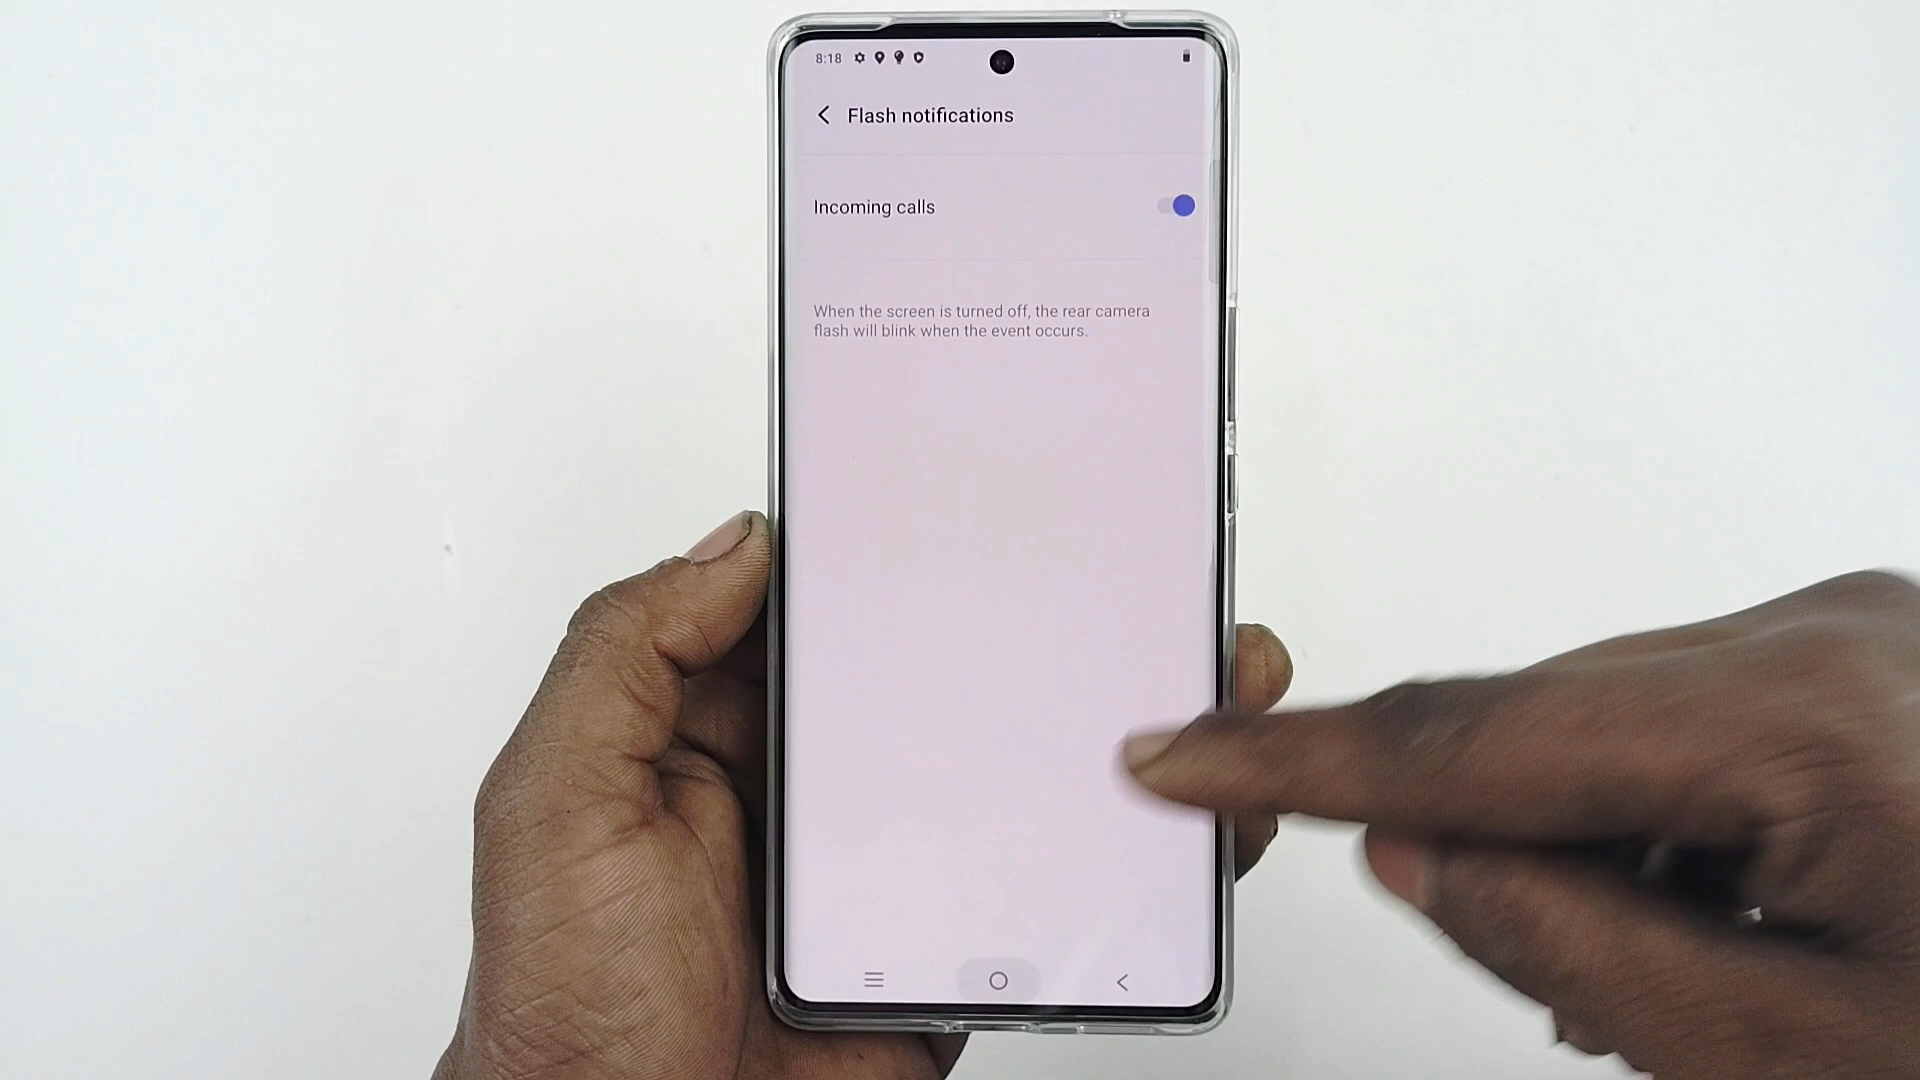 8:18
Flash notifications
Incoming calls
When the screen is turned off, the rear camera
flash will blink when the event occurs.